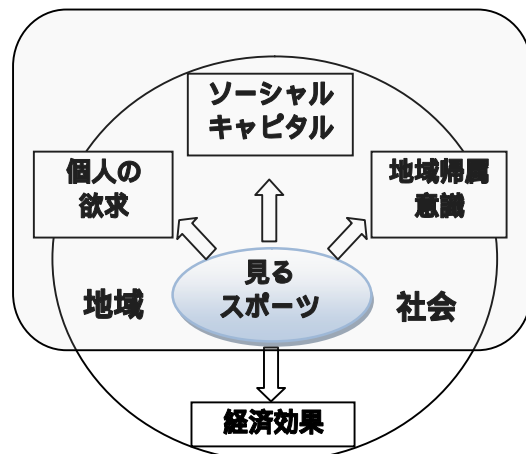 ソーシャル
キャピタル
個人の
欲求
地域帰属
意識
見る
スポーツ
地域
社会
経済効果